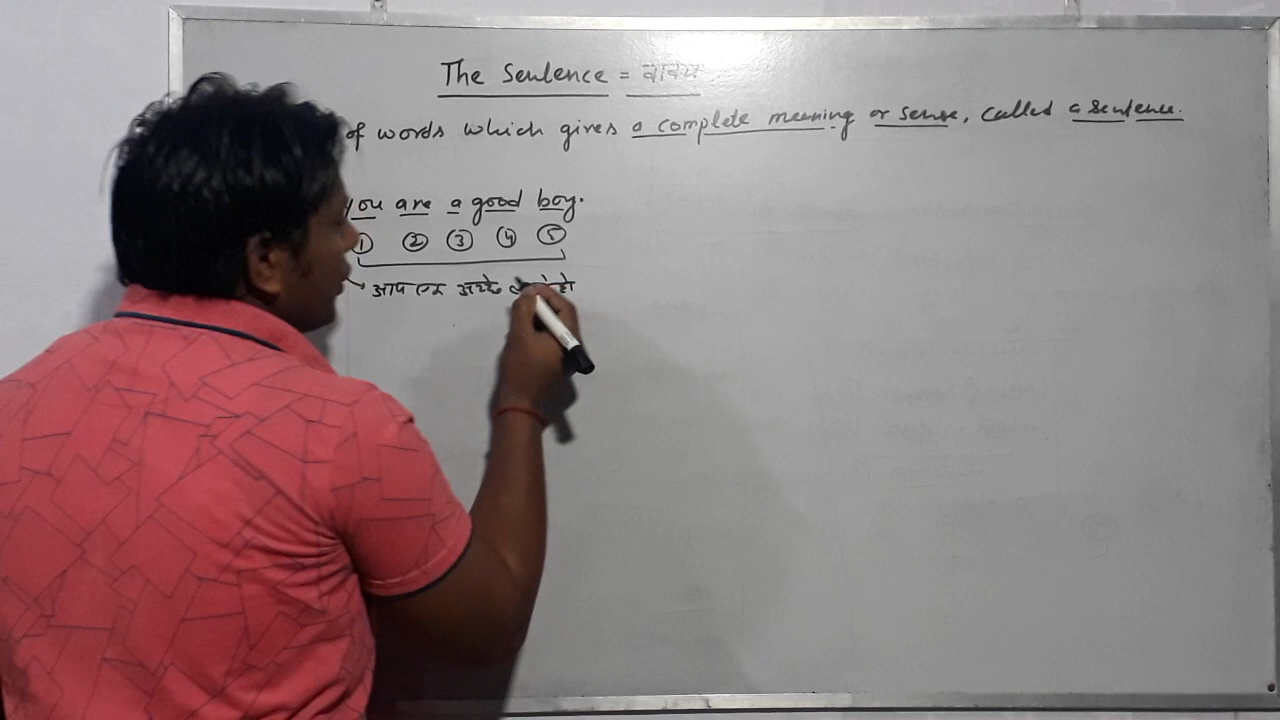 The Sentence = वाक्य
of words which gives a complete meaning or sense, called a sentence.
you are a good boy.
① ② ③ ④ ⑤
आप एक अच्छे हो